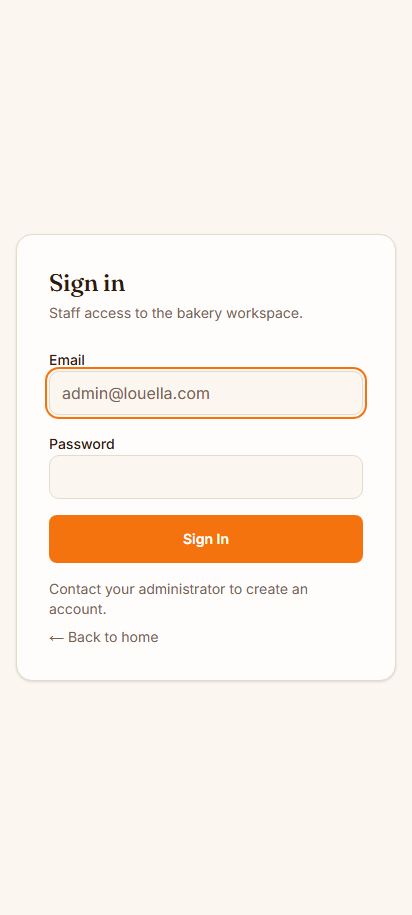 Sign in
Staff access to the bakery workspace.
Email
admin@louella.com
Password
Sign In
Contact your administrator to create an
account.
← Back to home